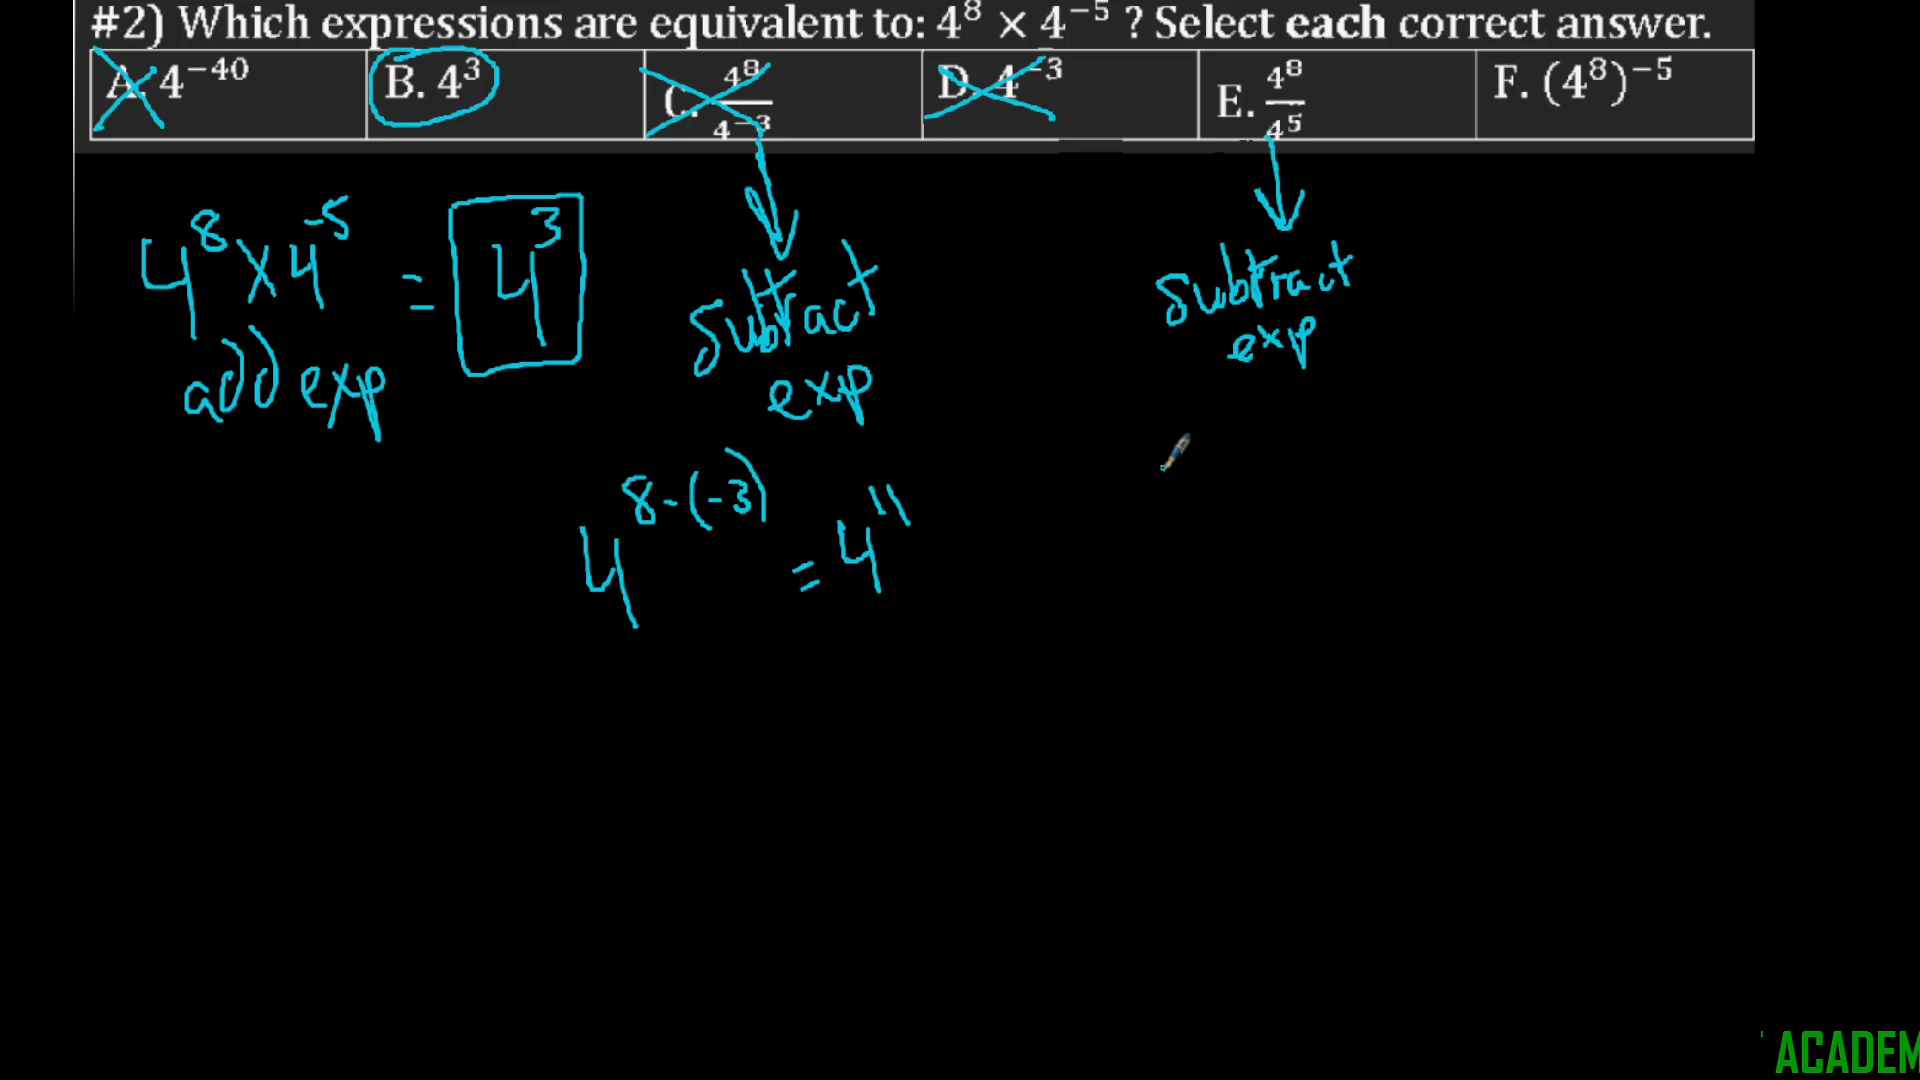 #2) Which expressions are equivalent to: 4⁸ × 4⁻⁵ ? Select each correct answer.
A. 4⁻⁴⁰ B. 4³ C. 4⁸/4⁻³ D. 4⁻³ E. 4⁸/4⁵ F. (4⁸)⁻⁵
4⁸ × 4⁻⁵ = 4³
add exp
subtract
exp
4⁸⁻⁽⁻³⁾ = 4¹¹
subtract
exp
ACADEM